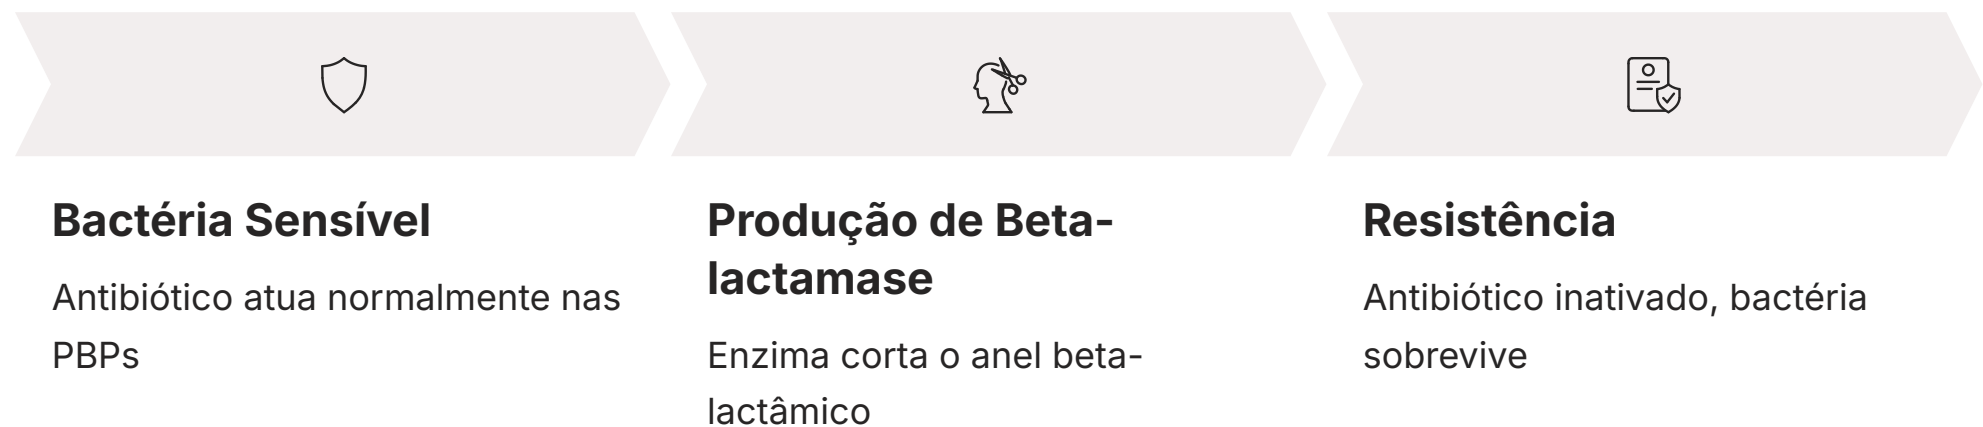 Bactéria Sensível
Antibiótico atua normalmente nas
PBPs
Produção de Beta-
lactamase
Enzima corta o anel beta-
lactâmico
Resistência
Antibiótico inativado, bactéria
sobrevive